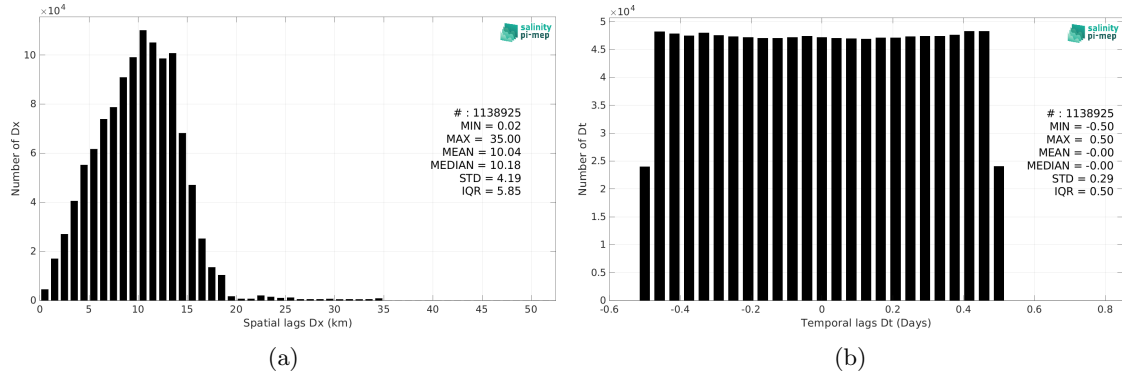 ×10⁴
10
8
6
4
2
0
Number of Dx
salinity
pi-mep
# : 1138925
MIN = 0.02
MAX = 35.00
MEAN = 10.04
MEDIAN = 10.18
STD = 4.19
IQR = 5.85
0 5 10 15 20 25 30 35 40 45 50
Spatial lags Dx (km)
(a)
×10⁴
5
4.5
4
3.5
3
2.5
2
1.5
1
0.5
0
Number of Dt
salinity
pi-mep
# : 1138925
MIN = -0.50
MAX = 0.50
MEAN = -0.00
MEDIAN = -0.00
STD = 0.29
IQR = 0.50
-0.6 -0.4 -0.2 0 0.2 0.4 0.6 0.8
Temporal lags Dt (Days)
(b)